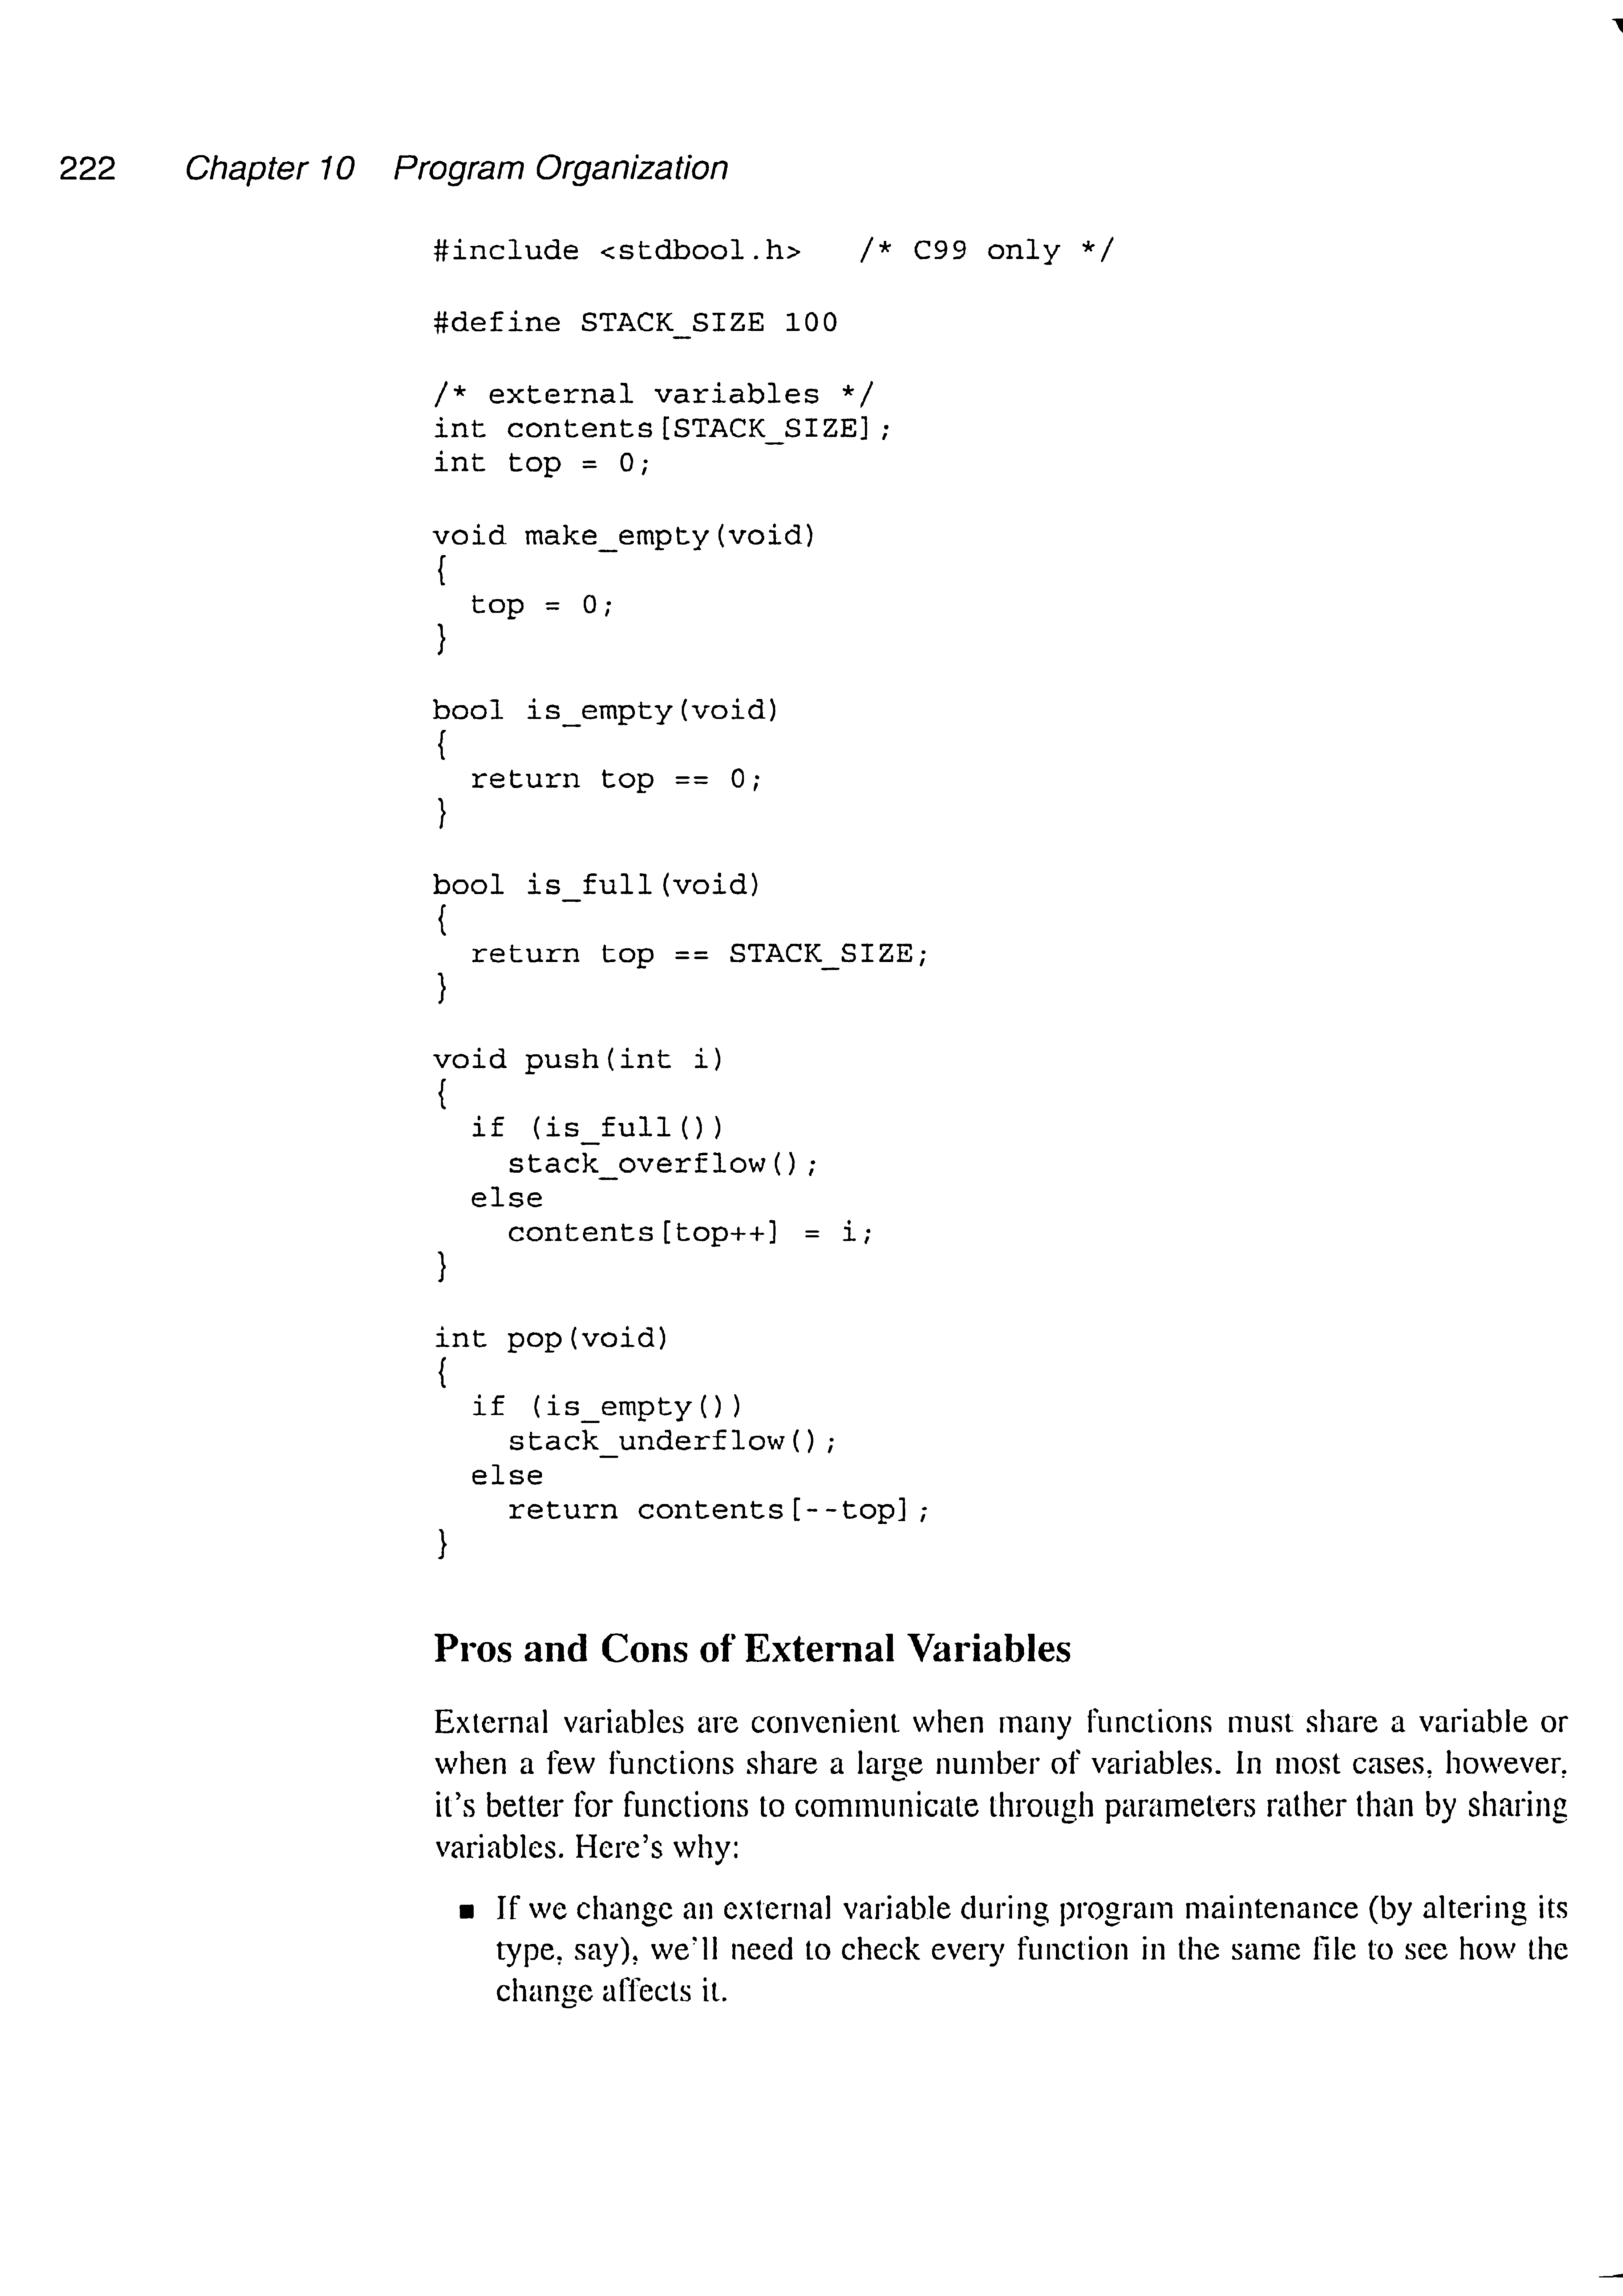 222 Chapter 10 Program Organization
#include <stdbool.h>   /* C99 only */
#define STACK_SIZE 100
/* external variables */
int contents[STACK_SIZE];
int top = 0;
void make_empty(void)
{
  top = 0;
}
bool is_empty(void)
{
  return top == 0;
}
bool is_full(void)
{
  return top == STACK_SIZE;
}
void push(int i)
{
  if (is_full())
    stack_overflow();
  else
    contents[top++] = i;
}
int pop(void)
{
  if (is_empty())
    stack_underflow();
  else
    return contents[--top];
}
Pros and Cons of External Variables
External variables are convenient when many functions must share a variable or
when a few functions share a large number of variables. In most cases, however,
it's better for functions to communicate through parameters rather than by sharing
variables. Here's why:
■ If we change an external variable during program maintenance (by altering its
type, say), we'll need to check every function in the same file to see how the
change affects it.